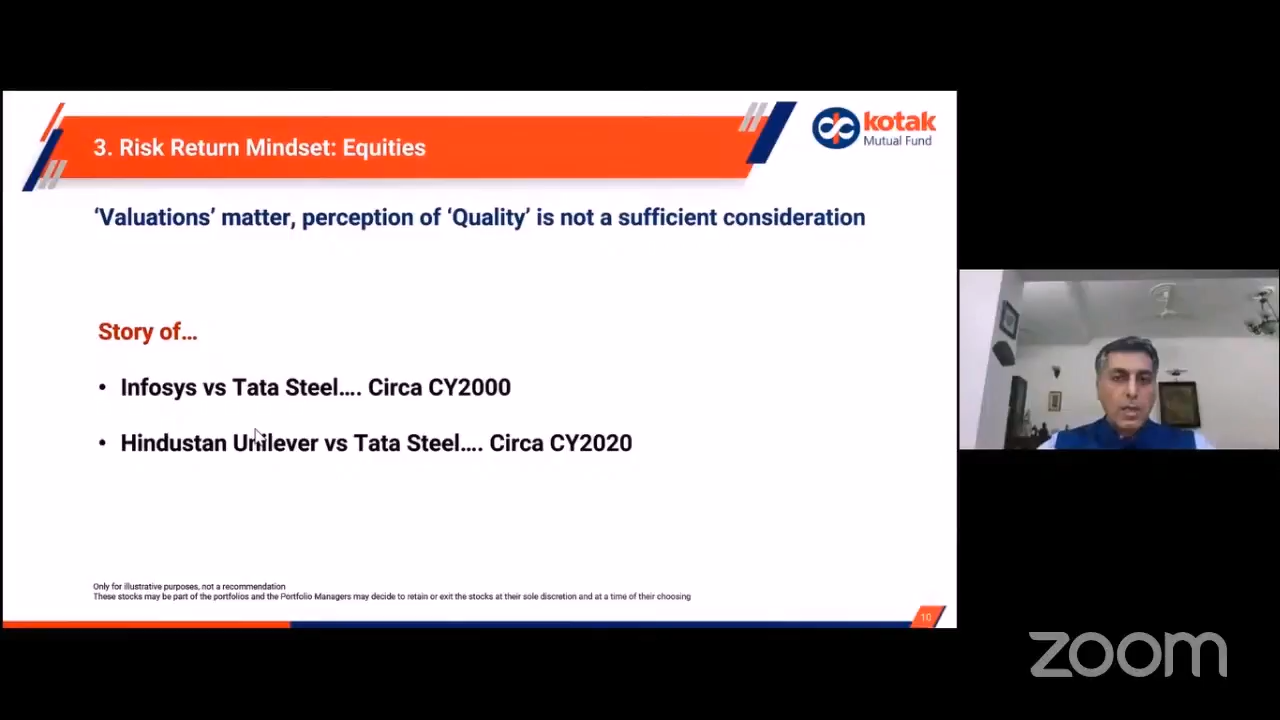 3. Risk Return Mindset: Equities
kotak
Mutual Fund
‘Valuations’ matter, perception of ‘Quality’ is not a sufficient consideration
Story of…
• Infosys vs Tata Steel…. Circa CY2000
• Hindustan Unilever vs Tata Steel…. Circa CY2020
Only for illustrative purposes, not a recommendation
These stocks may be part of the portfolios and the Portfolio Managers may decide to retain or exit the stocks at their sole discretion and at a time of their choosing
10
zoom